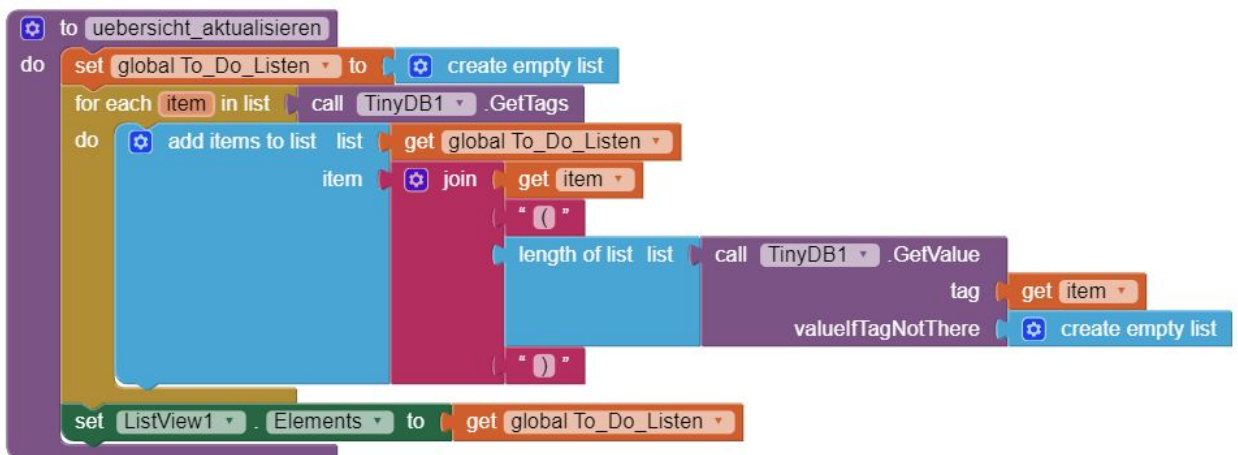 to uebersicht_aktualisieren
do set global To_Do_Listen to create empty list
for each item in list call TinyDB1 .GetTags
do add items to list list get global To_Do_Listen
item join get item
“ ( ”
length of list list call TinyDB1 .GetValue
tag get item
valueIfTagNotThere create empty list
“ ) ”
set ListView1 . Elements to get global To_Do_Listen